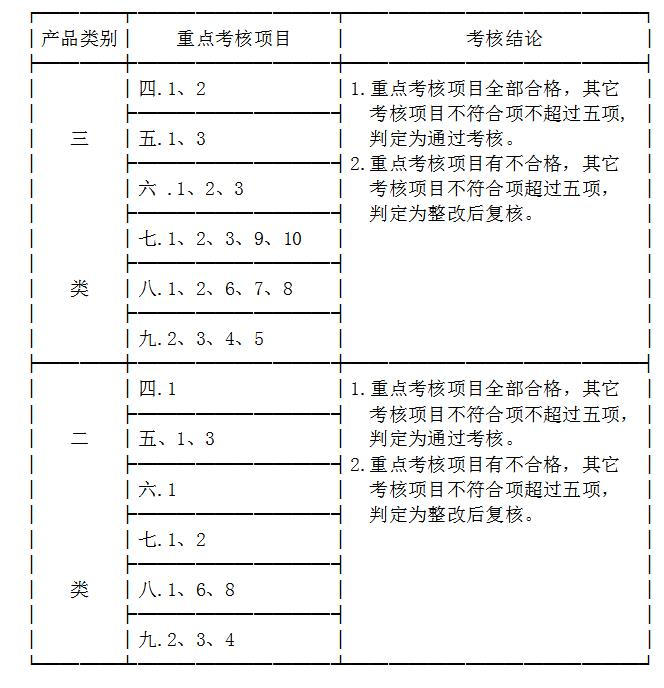 产品类别 重点考核项目 考核结论
四.1、2 1.重点考核项目全部合格，其它
考核项目不符合项不超过五项,
三 五.1、3 判定为通过考核。
2.重点考核项目有不合格，其它
六 .1、2、3 考核项目不符合项超过五项，
判定为整改后复核。
七.1、2、3、9、10
类 八.1、2、6、7、8
九.2、3、4、5
四.1 1.重点考核项目全部合格，其它
考核项目不符合项不超过五项，
二 五、1、3 判定为通过考核。
2.重点考核项目有不合格，其它
六.1 考核项目不符合项超过五项，
判定为整改后复核。
七.1、2
类 八.1、6、8
九.2、3、4